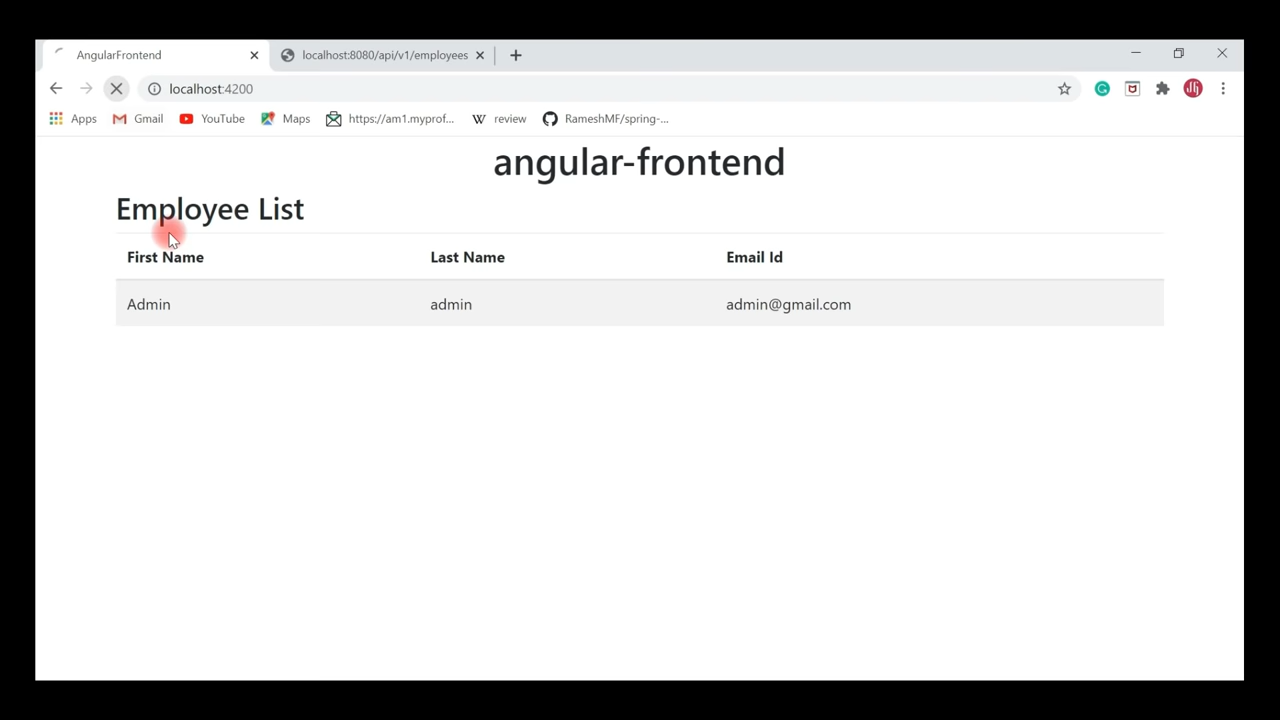 AngularFrontend
localhost:8080/api/v1/employees
localhost:4200
Apps Gmail YouTube Maps https://am1.myprof... review RameshMF/spring-...
angular-frontend
Employee List
First Name Last Name Email Id
Admin admin admin@gmail.com